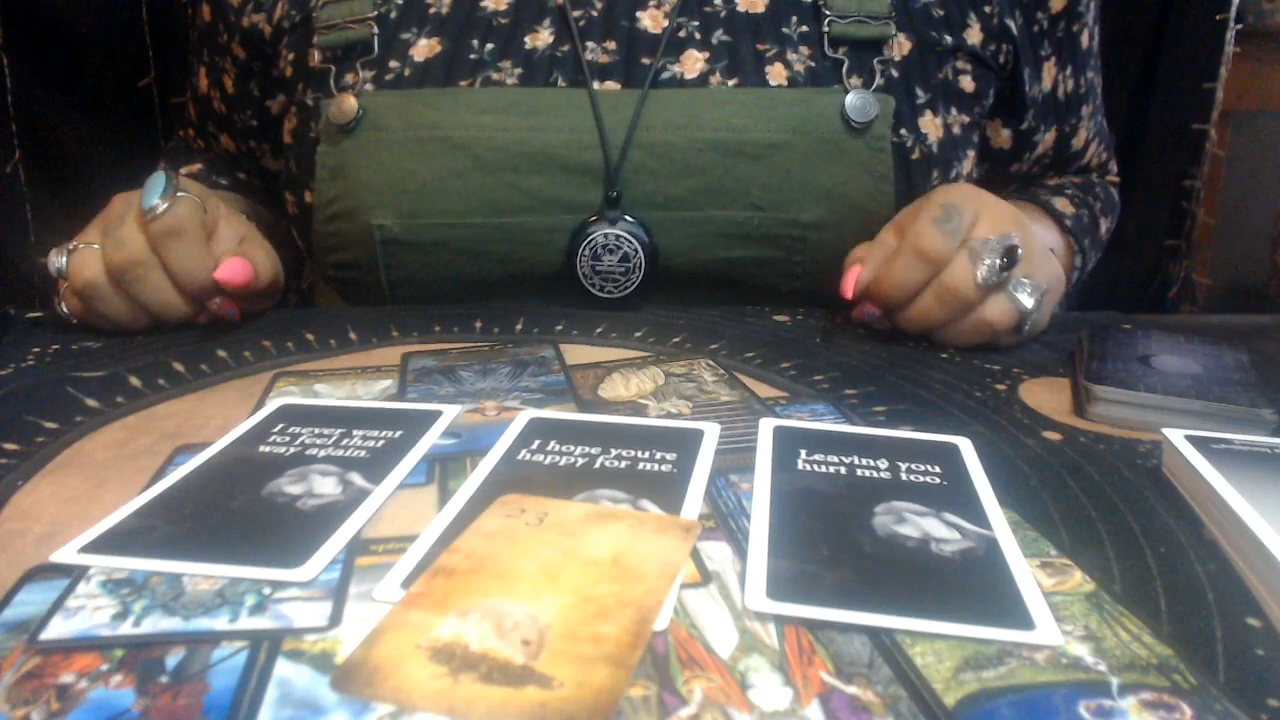 I never want
to feel that
way again.
I hope you're
happy for me.
Leaving you
hurt me too.
23